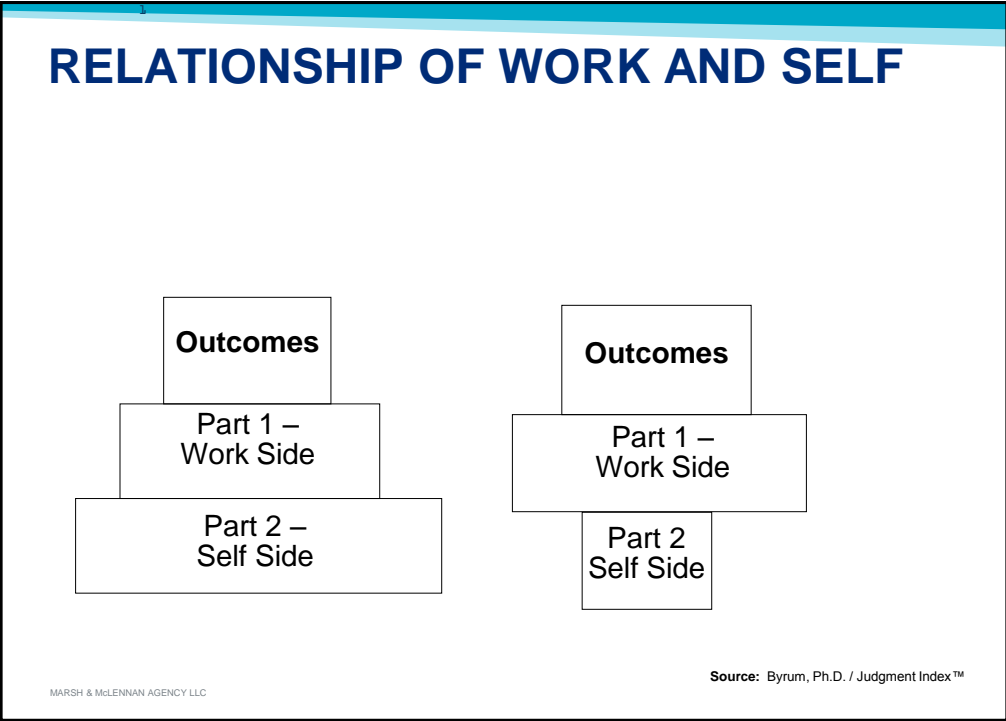 1
RELATIONSHIP OF WORK AND SELF
Outcomes
Part 1 –
Work Side
Part 2 –
Self Side
Outcomes
Part 1 –
Work Side
Part 2
Self Side
Source: Byrum, Ph.D. / Judgment Index™
MARSH & McLENNAN AGENCY LLC